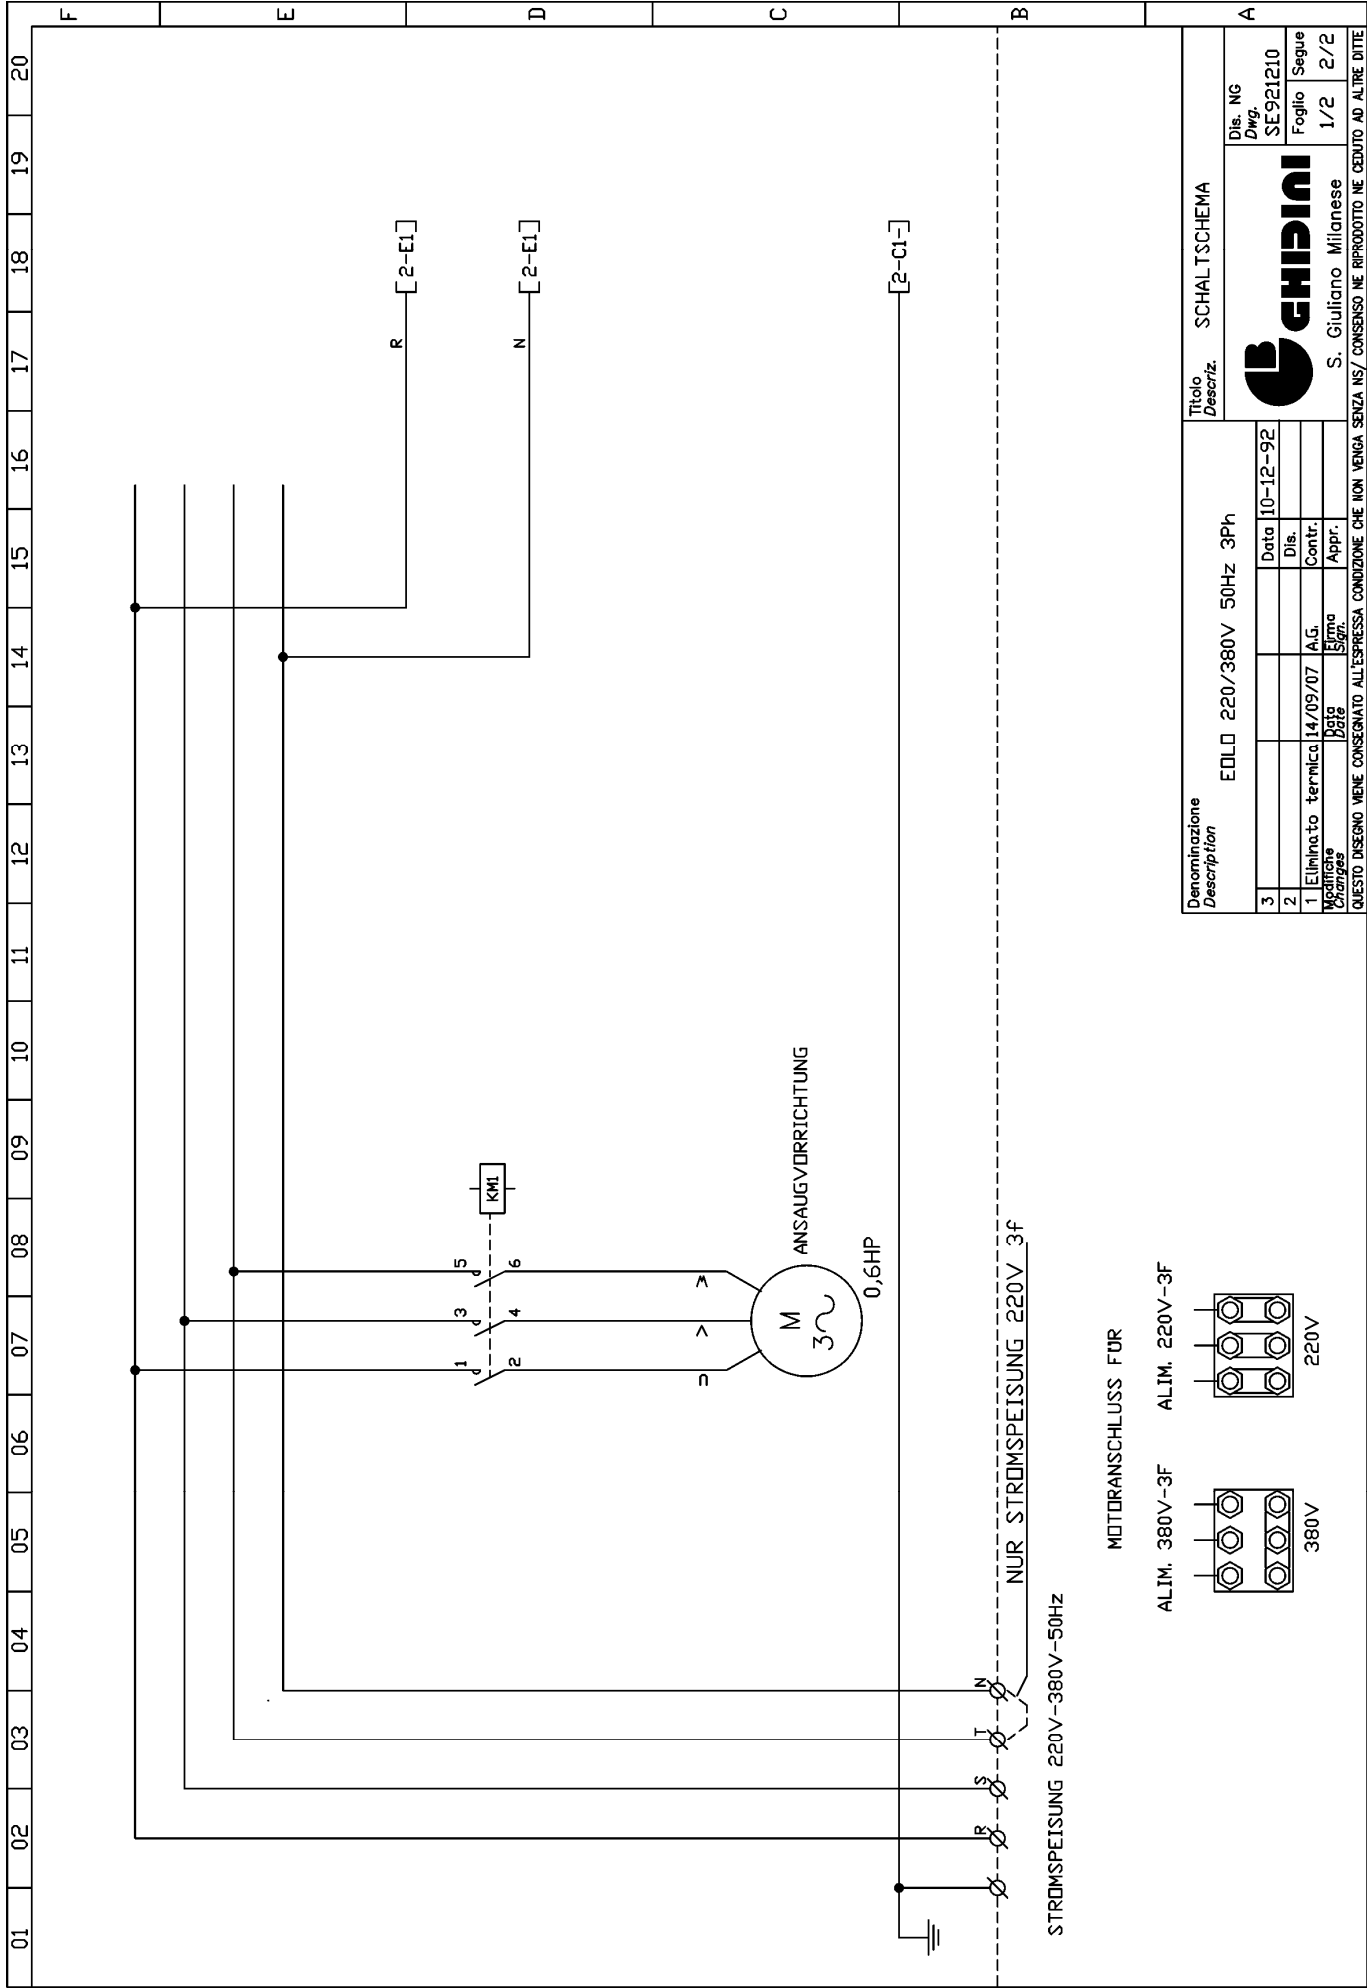 01 02 03 04 05 06 07 08 09 10 11 12 13 14 15 16 17 18 19 20
F
E
D
C
B
A
R
[2-E1]
N
[2-E1]
[2-C1-]
KM1
1 3 5
2 4 6
U V W
M
3
ANSAUGVORRICHTUNG
0,6HP
R S T N
NUR STROMSPEISUNG 220V 3f
STROMSPEISUNG 220V-380V-50Hz
MOTORANSCHLUSS FÜR
ALIM. 380V-3F
ALIM. 220V-3F
380V
220V
Denominazione
Description
EOLO 220/380V 50Hz 3Ph
Titolo
Descriz.
SCHALTSCHEMA
3
2
1 Eliminato termica 14/09/07 A.G.
Modifiche
Changes
Data
Date
Firma
Sign.
Data 10-12-92
Dis.
Contr.
Appr.
B GHIDINI
S. Giuliano Milanese
Dis. NG
Dwg.
SE921210
Foglio
1/2
Segue
2/2
QUESTO DISEGNO VIENE CONSEGNATO ALL'ESPRESSA CONDIZIONE CHE NON VENGA SENZA NS/ CONSENSO NE RIPRODOTTO NE CEDUTO AD ALTRE DITTE